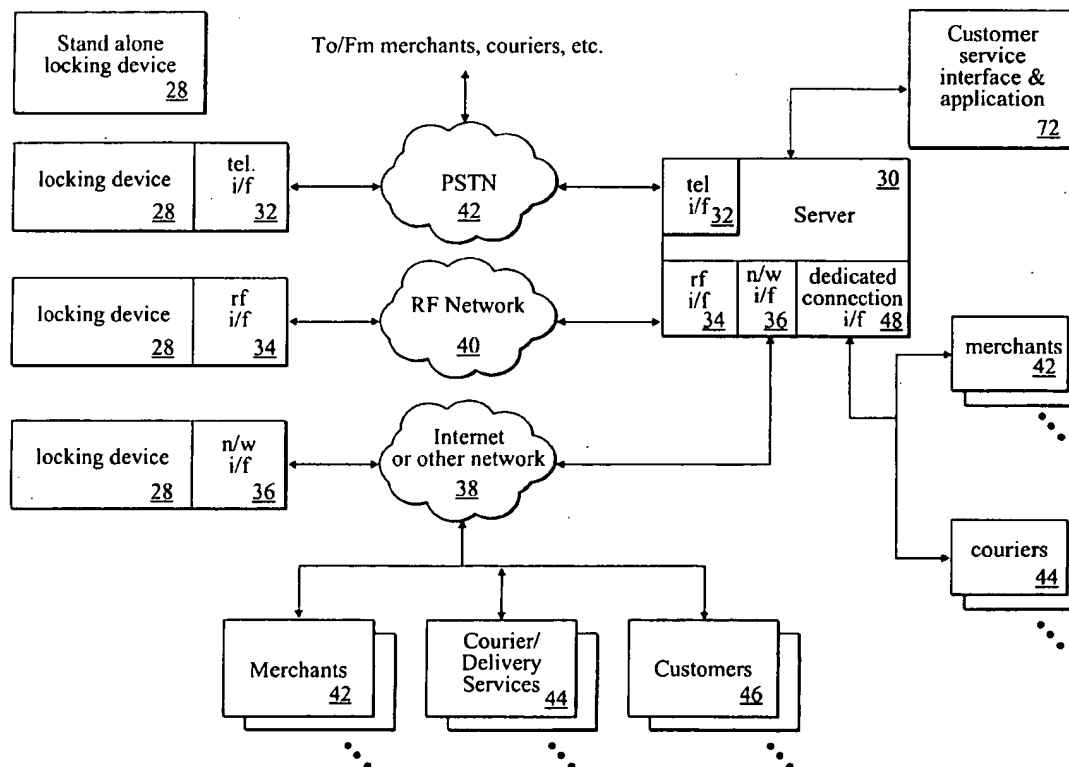 Stand alone
locking device
28
To/Fm merchants, couriers, etc.
Customer
service
interface &
application
72
locking device
28
tel.
i/f
32
PSTN
42
tel
i/f
32
30
Server
locking device
28
rf
i/f
34
RF Network
40
rf
i/f
34
n/w
i/f
36
dedicated
connection
i/f
48
merchants
42
locking device
28
n/w
i/f
36
Internet
or other network
38
couriers
44
Merchants
42
Courier/
Delivery
Services
44
Customers
46